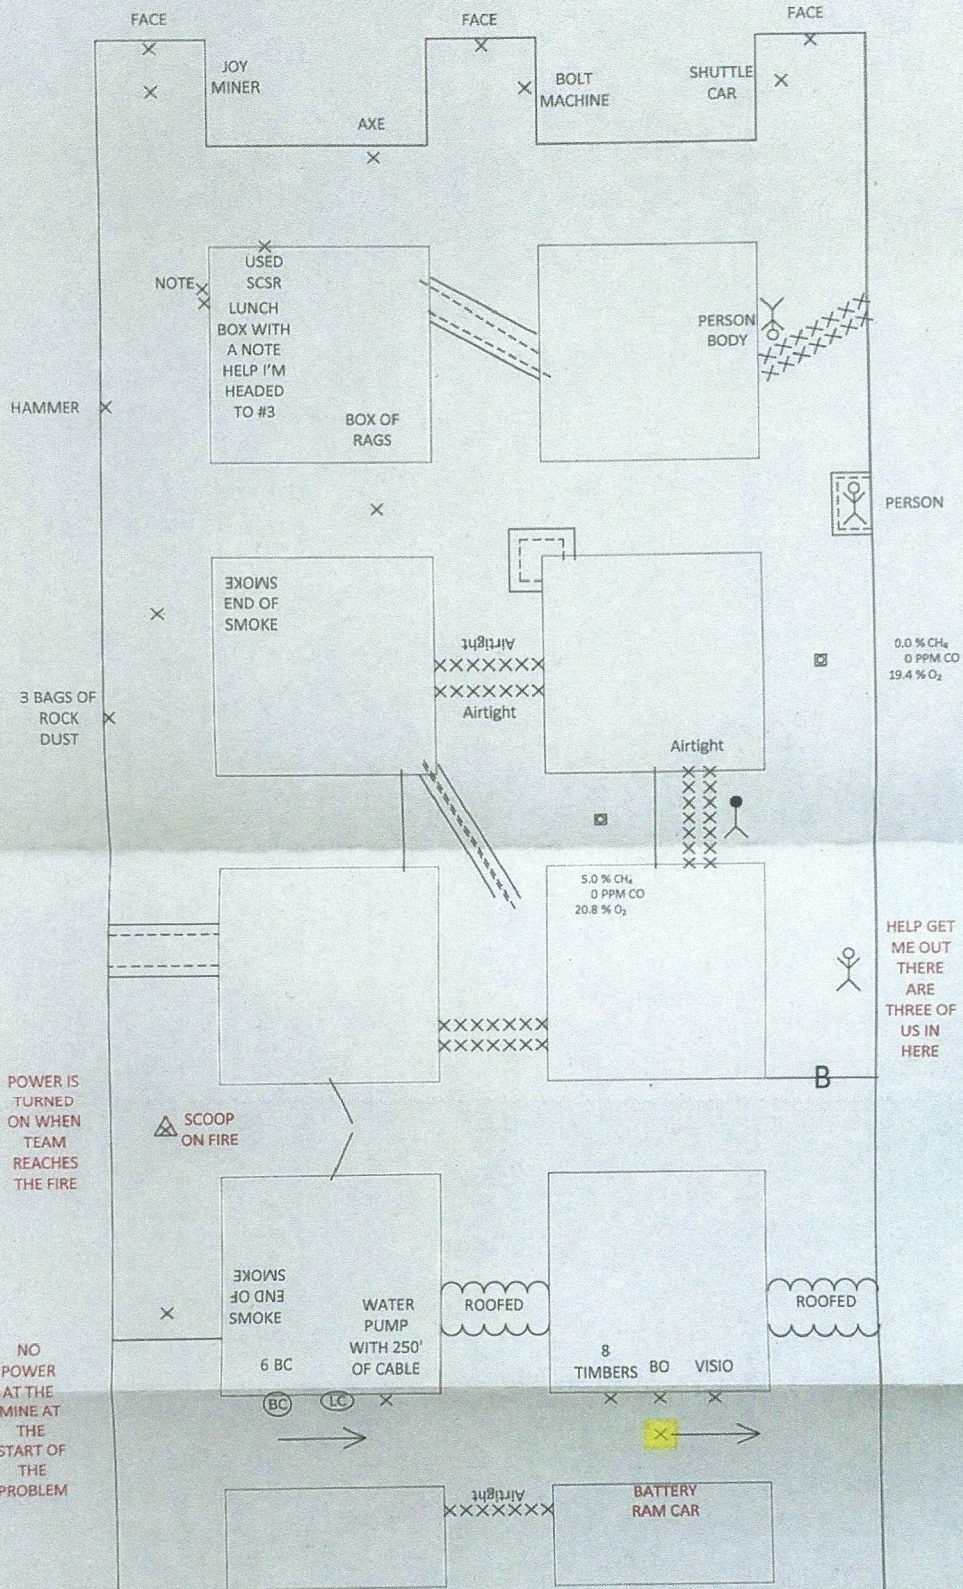 FACE
FACE
FACE
JOY
MINER
BOLT
MACHINE
SHUTTLE
CAR
AXE
NOTE
USED
SCSR
LUNCH
BOX WITH
A NOTE
HELP I'M
HEADED
TO #3
PERSON
BODY
HAMMER
BOX OF
RAGS
PERSON
SMOKE
END OF
SMOKE
Airtight
Airtight
0.0 % CH₄
0 PPM CO
19.4 % O₂
3 BAGS OF
ROCK
DUST
Airtight
5.0 % CH₄
0 PPM CO
20.8 % O₂
HELP GET
ME OUT
THERE
ARE
THREE OF
US IN
HERE
B
POWER IS
TURNED
ON WHEN
TEAM
REACHES
THE FIRE
SCOOP
ON FIRE
SMOKE
END OF
SMOKE
6 BC
WATER
PUMP
WITH 250'
OF CABLE
ROOFED
ROOFED
8
TIMBERS
BO
VISIO
BC
LC
NO
POWER
AT THE
MINE AT
THE
START OF
THE
PROBLEM
Airtight
BATTERY
RAM CAR